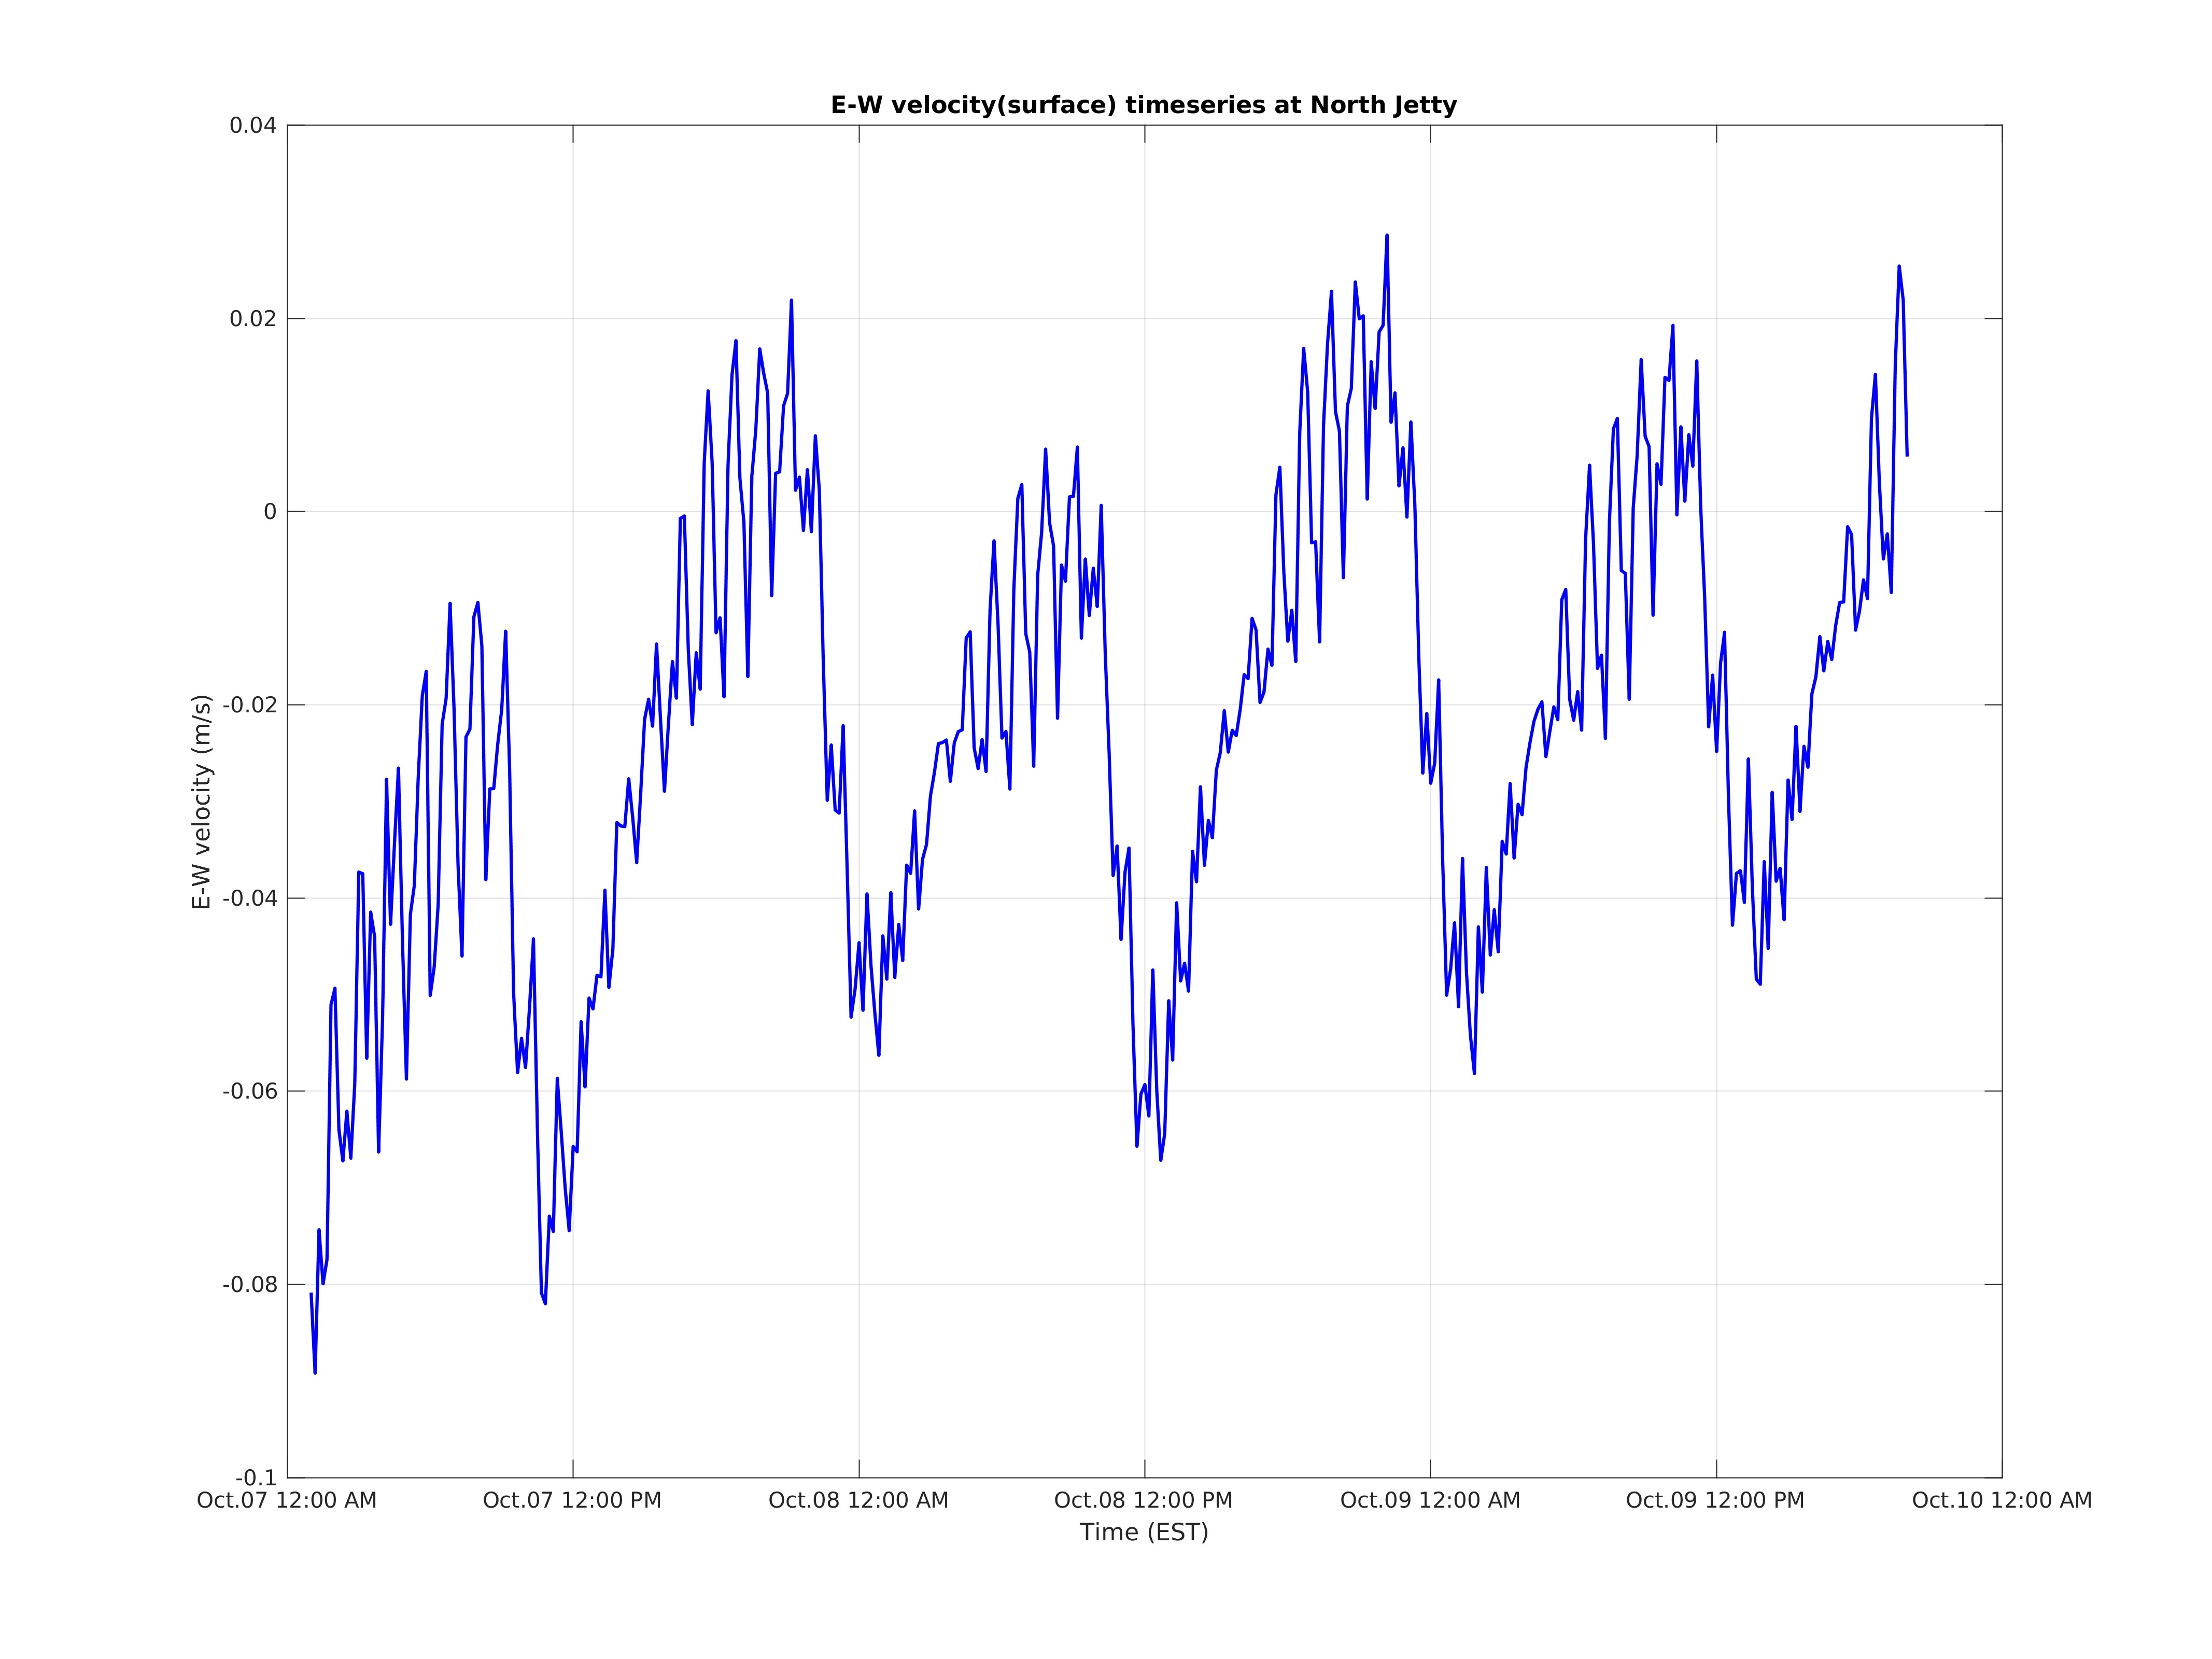 E-W velocity(surface) timeseries at North Jetty
0.04
0.02
0
-0.02
-0.04
-0.06
-0.08
-0.1
E-W velocity (m/s)
Oct.07 12:00 AM Oct.07 12:00 PM Oct.08 12:00 AM Oct.08 12:00 PM Oct.09 12:00 AM Oct.09 12:00 PM Oct.10 12:00 AM
Time (EST)